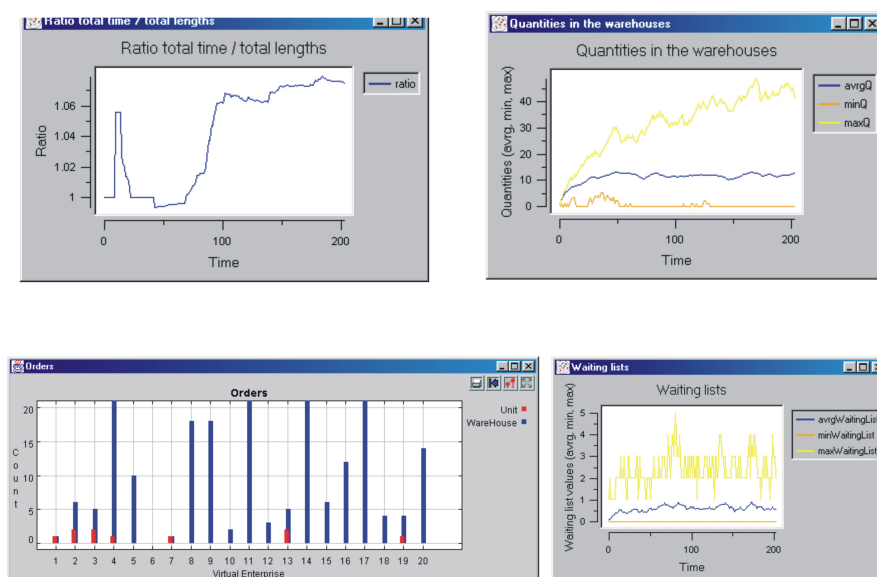 Ratio total time / total lengths
Ratio total time / total lengths
ratio
Ratio
1.06
1.04
1.02
1
0
100
200
Time
Quantities in the warehouses
Quantities in the warehouses
avrgQ
minQ
maxQ
Quantities (avrg, min, max)
40
30
20
10
0
0
100
200
Time
Orders
Orders
Unit
WareHouse
Count
20
15
10
5
0
1 2 3 4 5 6 7 8 9 10 11 12 13 14 15 16 17 18 19 20
Virtual Enterprise
Waiting lists
Waiting lists
avrgWaitingList
minWaitingList
maxWaitingList
Waiting list values (avrg, min, max)
5
4
3
2
1
0
0
100
200
Time